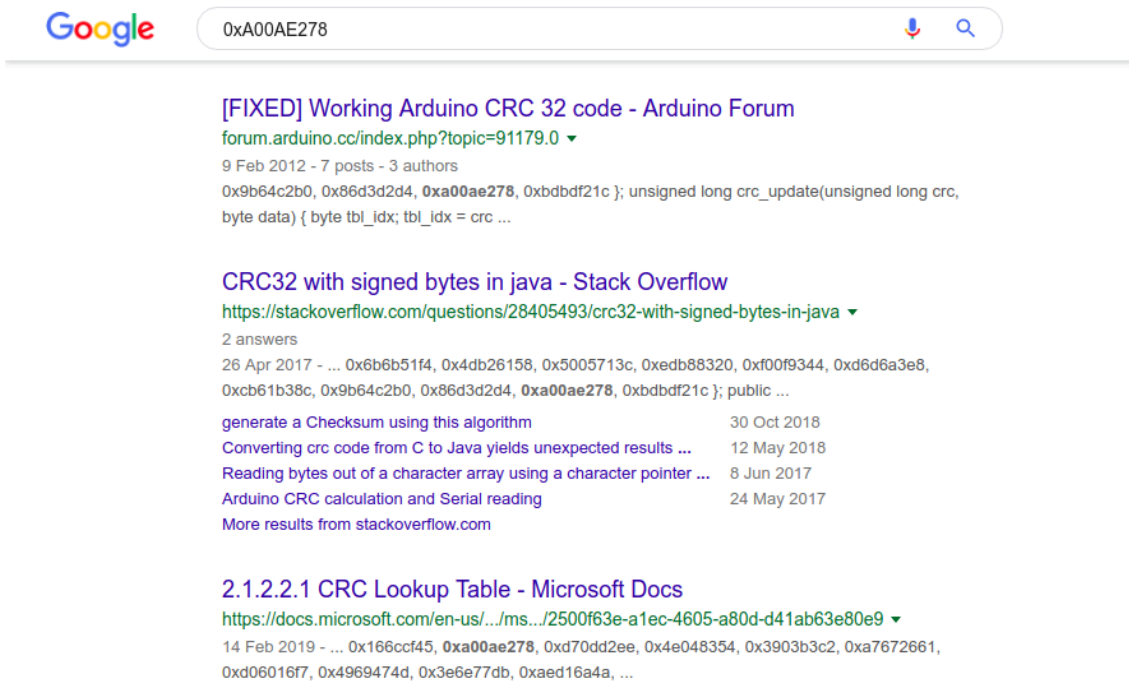 Google
0xA00AE278
[FIXED] Working Arduino CRC 32 code - Arduino Forum
forum.arduino.cc/index.php?topic=91179.0
9 Feb 2012 - 7 posts - 3 authors
0x9b64c2b0, 0x86d3d2d4, 0xa00ae278, 0xbdbdf21c }; unsigned long crc_update(unsigned long crc,
byte data) { byte tbl_idx; tbl_idx = crc ...
CRC32 with signed bytes in java - Stack Overflow
https://stackoverflow.com/questions/28405493/crc32-with-signed-bytes-in-java
2 answers
26 Apr 2017 - ... 0x6b6b51f4, 0x4db26158, 0x5005713c, 0xedb88320, 0xf00f9344, 0xd6d6a3e8,
0xcb61b38c, 0x9b64c2b0, 0x86d3d2d4, 0xa00ae278, 0xbdbdf21c }; public ...
generate a Checksum using this algorithm 30 Oct 2018
Converting crc code from C to Java yields unexpected results ... 12 May 2018
Reading bytes out of a character array using a character pointer ... 8 Jun 2017
Arduino CRC calculation and Serial reading 24 May 2017
More results from stackoverflow.com
2.1.2.2.1 CRC Lookup Table - Microsoft Docs
https://docs.microsoft.com/en-us/.../ms.../2500f63e-a1ec-4605-a80d-d41ab63e80e9
14 Feb 2019 - ... 0x166ccf45, 0xa00ae278, 0xd70dd2ee, 0x4e048354, 0x3903b3c2, 0xa7672661,
0xd06016f7, 0x4969474d, 0x3e6e77db, 0xaed16a4a, ...